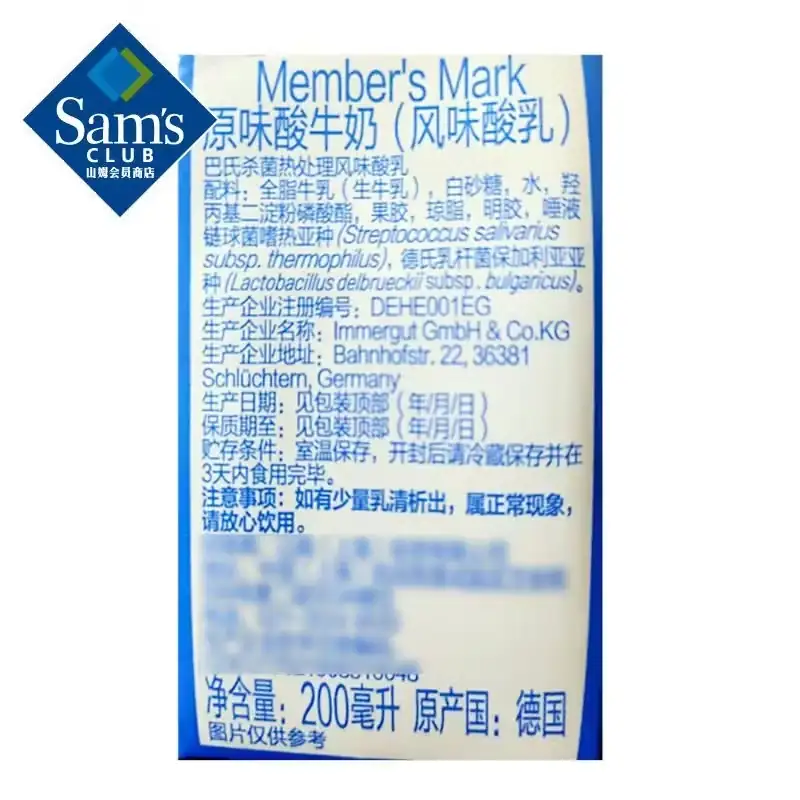 Sam's
CLUB
山姆会员商店
Member's Mark
原味酸牛奶（风味酸乳）
巴氏杀菌热处理风味酸乳
配料：全脂牛乳（生牛乳），白砂糖，水，羟
丙基二淀粉磷酸酯，果胶，琼脂，明胶，唾液
链球菌嗜热亚种(Streptococcus salivarius
subsp. thermophilus)，德氏乳杆菌保加利亚亚
种(Lactobacillus delbrueckii subsp. bulgaricus)。
生产企业注册编号：DEHE001EG
生产企业名称：Immergut GmbH & Co.KG
生产企业地址：Bahnhofstr. 22, 36381
Schlüchtern, Germany
生产日期：见包装顶部｛年/月/日｝
保质期至：见包装顶部｛年/月/日｝
贮存条件：室温保存，开封后请冷藏保存并在
3天内食用完毕。
注意事项：如有少量乳清析出，属正常现象，
请放心饮用。
净含量：200毫升 原产国：德国
图片仅供参考